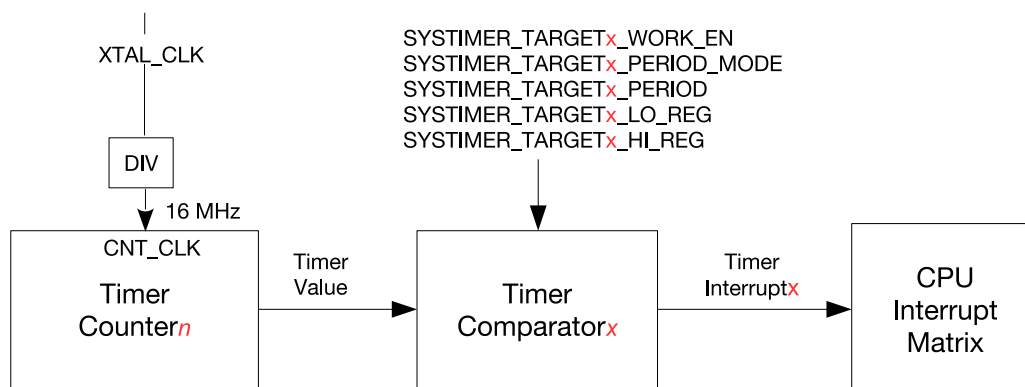 XTAL_CLK
DIV
16 MHz
CNT_CLK
Timer
Countern
Timer
Value
SYSTIMER_TARGETx_WORK_EN
SYSTIMER_TARGETx_PERIOD_MODE
SYSTIMER_TARGETx_PERIOD
SYSTIMER_TARGETx_LO_REG
SYSTIMER_TARGETx_HI_REG
Timer
Comparatorx
Timer
Interruptx
CPU
Interrupt
Matrix